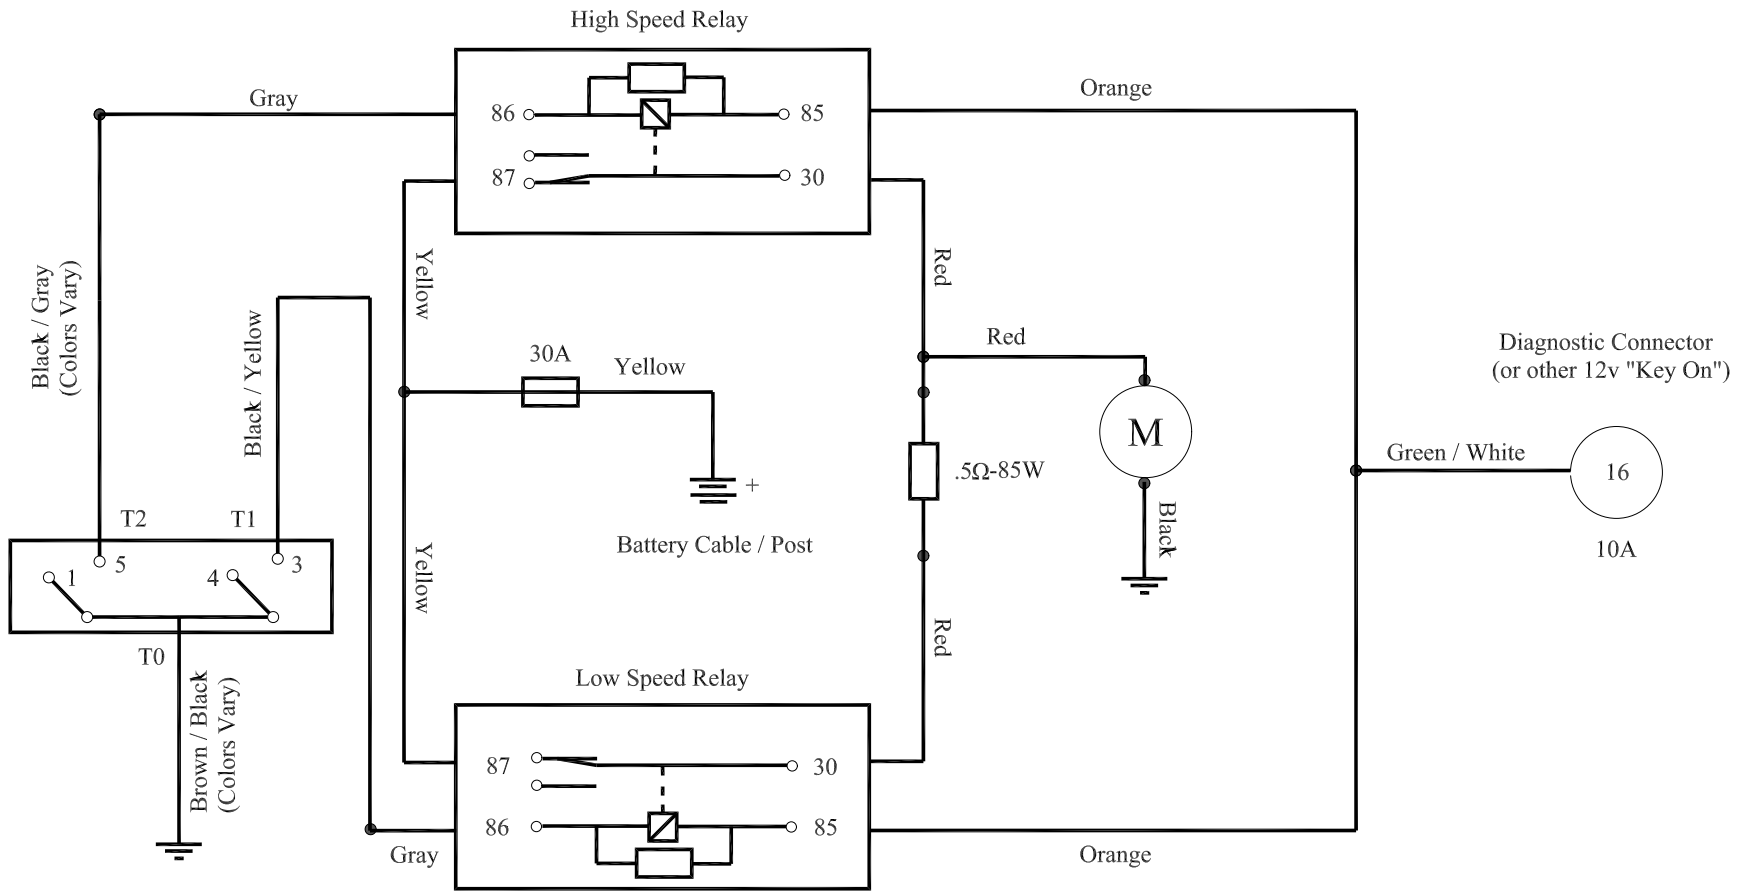 High Speed Relay
Gray
Orange
86
85
87
30
Yellow
Red
Black / Gray
(Colors Vary)
Black / Yellow
30A
Yellow
Red
Diagnostic Connector
(or other 12v "Key On")
M
Green / White
16
10A
.5Ω-85W
+
Battery Cable / Post
Black
T2
T1
1
5
4
3
T0
Yellow
Red
Brown / Black
(Colors Vary)
Low Speed Relay
87
30
86
85
Gray
Orange